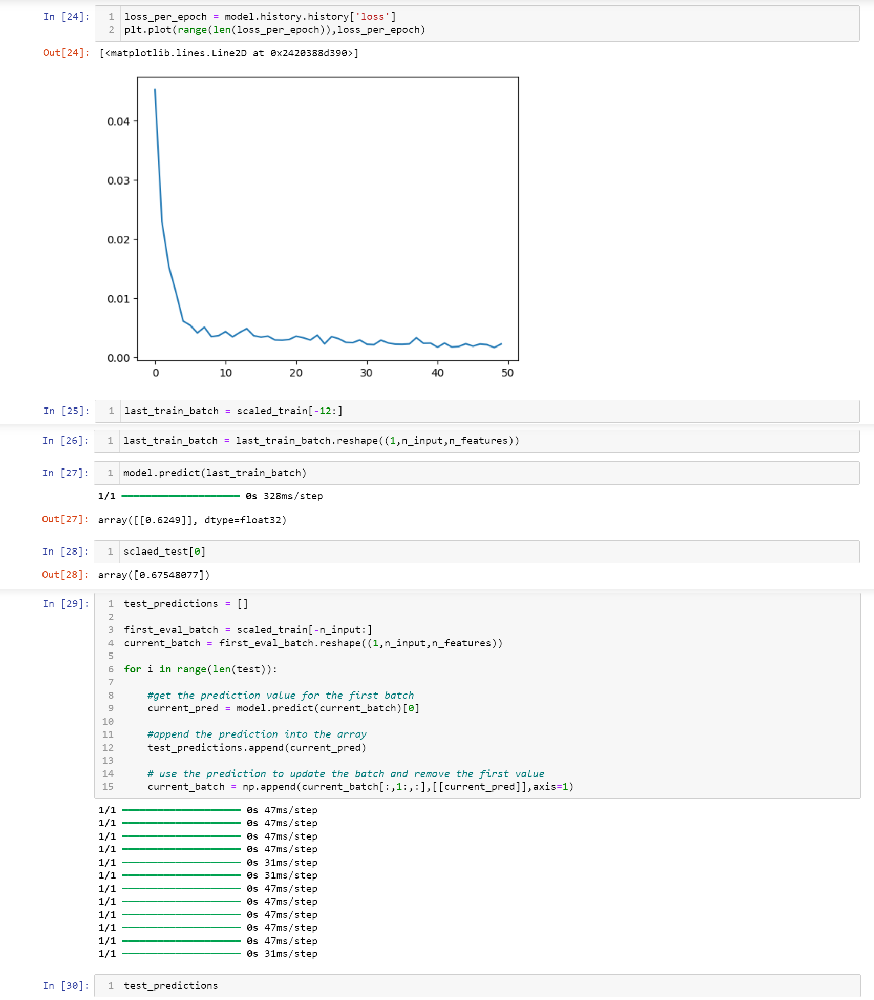 In [24]:
1 loss_per_epoch = model.history.history['loss']
2 plt.plot(range(len(loss_per_epoch)),loss_per_epoch)
Out[24]: [<matplotlib.lines.Line2D at 0x2420388d390>]
0.04
0.03
0.02
0.01
0.00
0 10 20 30 40 50
In [25]: 1 last_train_batch = scaled_train[-12:]
In [26]: 1 last_train_batch = last_train_batch.reshape((1,n_input,n_features))
In [27]: 1 model.predict(last_train_batch)
1/1 0s 328ms/step
Out[27]: array([[0.6249]], dtype=float32)
In [28]: 1 sclaed_test[0]
Out[28]: array([0.67548077])
In [29]: 1 test_predictions = []
2
3 first_eval_batch = scaled_train[-n_input:]
4 current_batch = first_eval_batch.reshape((1,n_input,n_features))
5
6 for i in range(len(test)):
7
8 #get the prediction value for the first batch
9 current_pred = model.predict(current_batch)[0]
10
11 #append the prediction into the array
12 test_predictions.append(current_pred)
13
14 # use the prediction to update the batch and remove the first value
15 current_batch = np.append(current_batch[:,1:,:],[[current_pred]],axis=1)
1/1 0s 47ms/step
1/1 0s 47ms/step
1/1 0s 47ms/step
1/1 0s 47ms/step
1/1 0s 31ms/step
1/1 0s 31ms/step
1/1 0s 47ms/step
1/1 0s 47ms/step
1/1 0s 47ms/step
1/1 0s 47ms/step
1/1 0s 47ms/step
1/1 0s 31ms/step
In [30]: 1 test_predictions